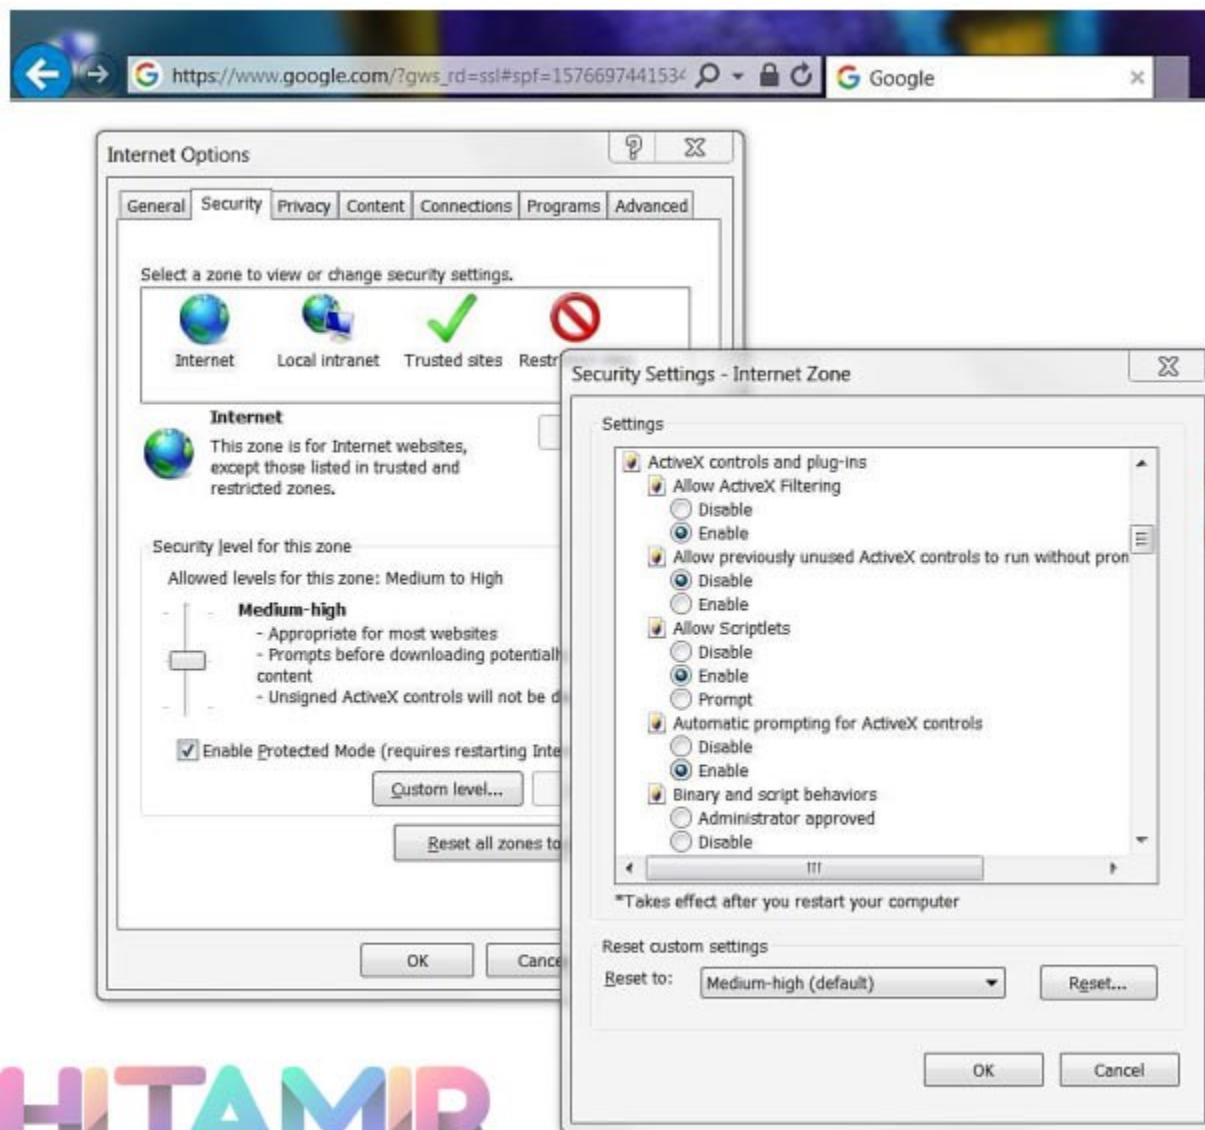 https://www.google.com/?gws_rd=ssl#spf=157669744153
Google
Internet Options
General Security Privacy Content Connections Programs Advanced
Select a zone to view or change security settings.
Internet Local intranet Trusted sites Restr
Internet
This zone is for Internet websites,
except those listed in trusted and
restricted zones.
Security level for this zone
Allowed levels for this zone: Medium to High
Medium-high
- Appropriate for most websites
- Prompts before downloading potentiall
content
- Unsigned ActiveX controls will not be d
Enable Protected Mode (requires restarting Inte
Custom level...
Reset all zones to
OK Cance
Security Settings - Internet Zone
Settings
ActiveX controls and plug-ins
Allow ActiveX Filtering
Disable
Enable
Allow previously unused ActiveX controls to run without pron
Disable
Enable
Allow Scriptlets
Disable
Enable
Prompt
Automatic prompting for ActiveX controls
Disable
Enable
Binary and script behaviors
Administrator approved
Disable
*Takes effect after you restart your computer
Reset custom settings
Reset to: Medium-high (default) Reset...
OK Cancel
HITAMIR